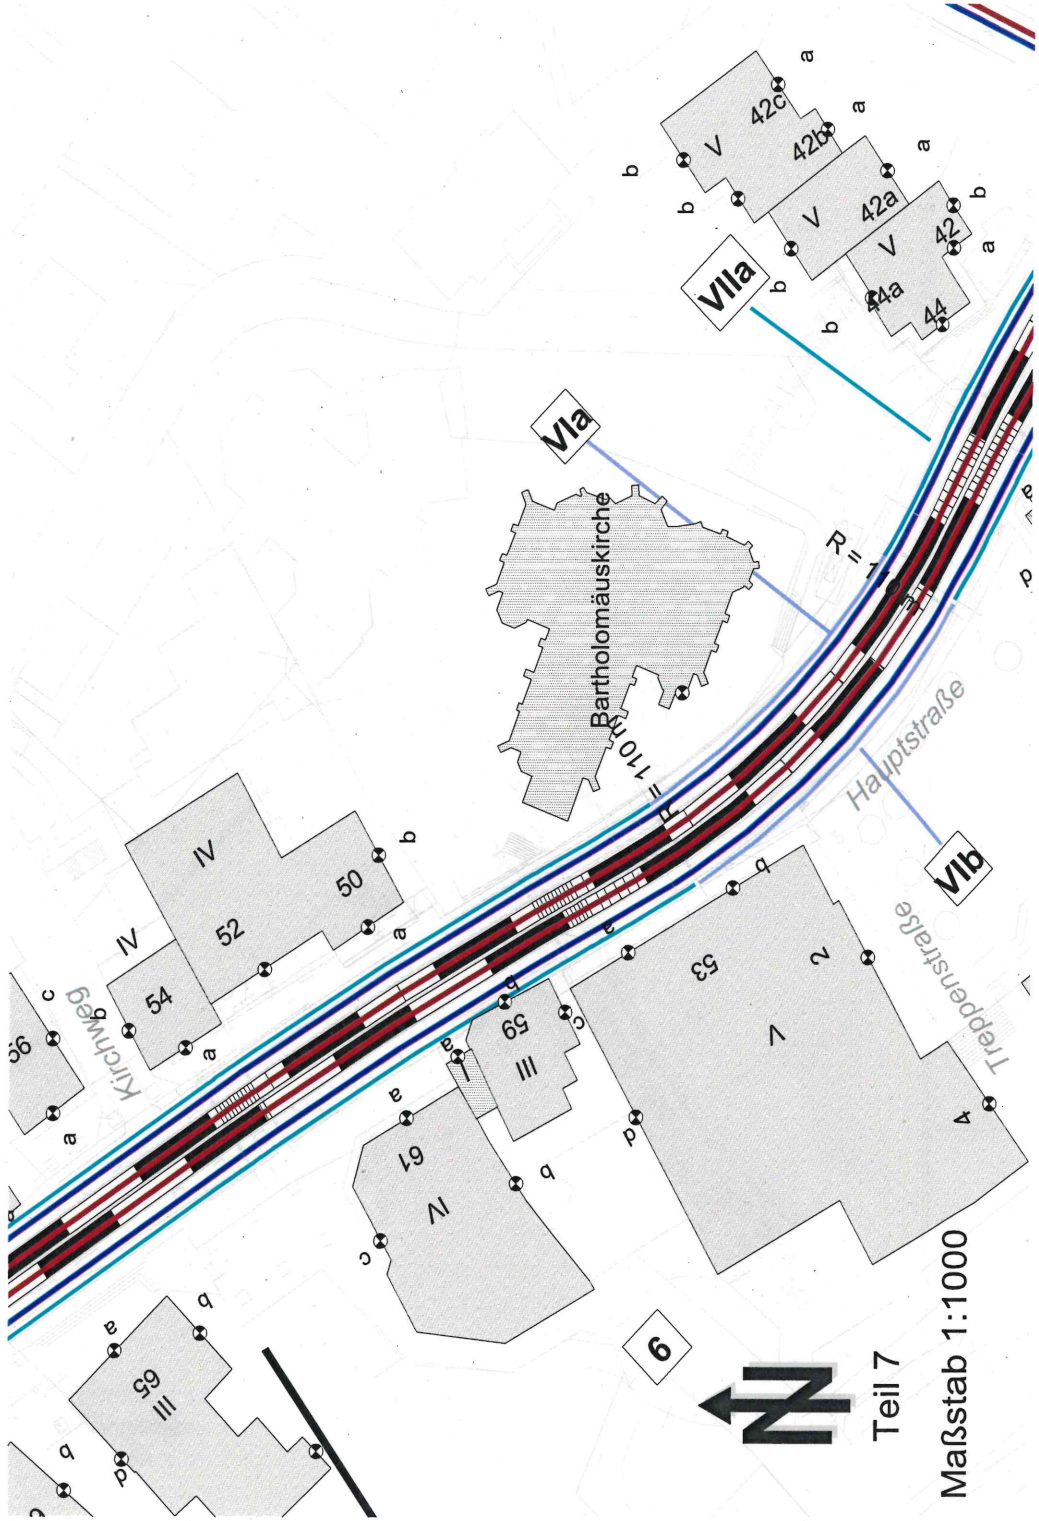 a
42c
V
b
42b
a
V
42a
a
b
V
42
b
a
44a
b
44
b
VIIa
VIa
Bartholomäuskirche
R = 110 m
R = 110 m
Hauptstraße
VIb
Treppenstraße
IV
50
b
52
a
IV
54
b
a
56
c
a
Kirchweg
b
53
a
2
V
4
d
59
b
c
III
I
a
61
a
b
IV
c
65
III
a
b
d
b
6
N
Teil 7
Maßstab 1:1000